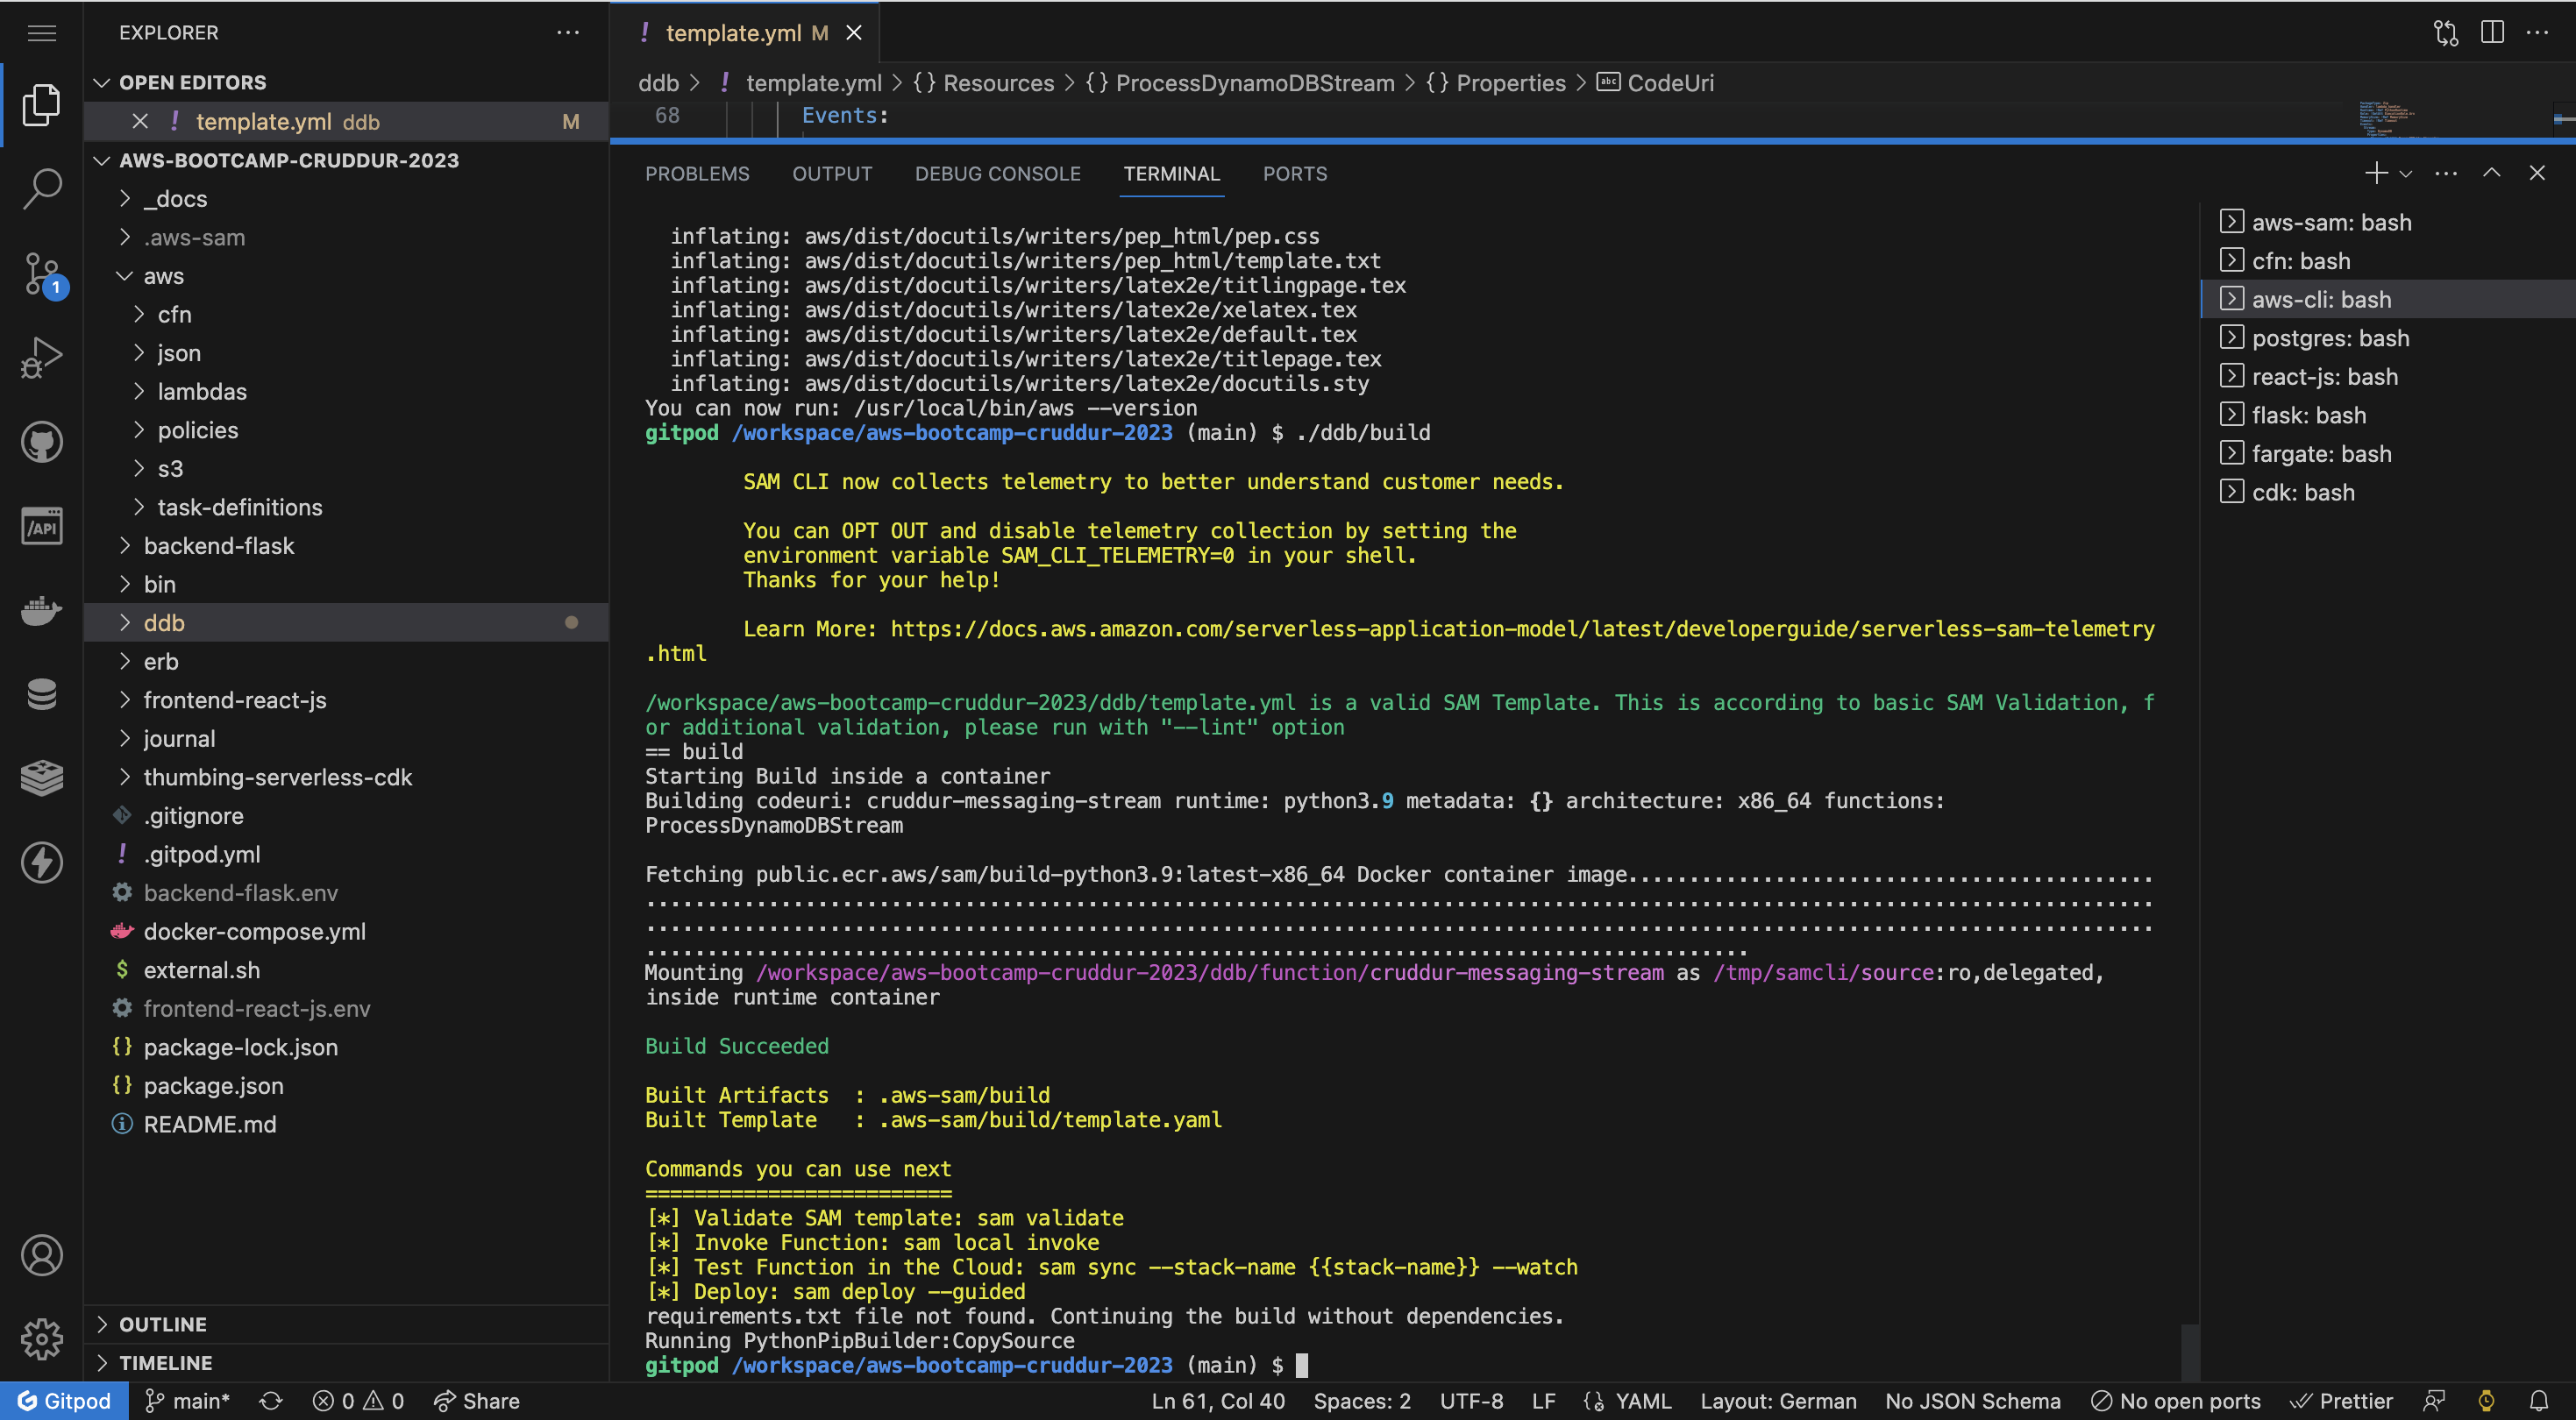 EXPLORER
OPEN EDITORS
template.yml ddb M
AWS-BOOTCAMP-CRUDDUR-2023
_docs
.aws-sam
aws
cfn
json
lambdas
policies
s3
task-definitions
backend-flask
bin
ddb
erb
frontend-react-js
journal
thumbing-serverless-cdk
.gitignore
.gitpod.yml
backend-flask.env
docker-compose.yml
external.sh
frontend-react-js.env
package-lock.json
package.json
README.md
OUTLINE
TIMELINE
1
/API
template.yml M
ddb > template.yml > {} Resources > {} ProcessDynamoDBStream > {} Properties > abc CodeUri
68 Events:
PROBLEMS OUTPUT DEBUG CONSOLE TERMINAL PORTS
inflating: aws/dist/docutils/writers/pep_html/pep.css
inflating: aws/dist/docutils/writers/pep_html/template.txt
inflating: aws/dist/docutils/writers/latex2e/titlingpage.tex
inflating: aws/dist/docutils/writers/latex2e/xelatex.tex
inflating: aws/dist/docutils/writers/latex2e/default.tex
inflating: aws/dist/docutils/writers/latex2e/titlepage.tex
inflating: aws/dist/docutils/writers/latex2e/docutils.sty
You can now run: /usr/local/bin/aws --version
gitpod /workspace/aws-bootcamp-cruddur-2023 (main) $ ./ddb/build
SAM CLI now collects telemetry to better understand customer needs.
You can OPT OUT and disable telemetry collection by setting the
environment variable SAM_CLI_TELEMETRY=0 in your shell.
Thanks for your help!
Learn More: https://docs.aws.amazon.com/serverless-application-model/latest/developerguide/serverless-sam-telemetry
.html
/workspace/aws-bootcamp-cruddur-2023/ddb/template.yml is a valid SAM Template. This is according to basic SAM Validation, f
or additional validation, please run with "--lint" option
== build
Starting Build inside a container
Building codeuri: cruddur-messaging-stream runtime: python3.9 metadata: {} architecture: x86_64 functions:
ProcessDynamoDBStream
Fetching public.ecr.aws/sam/build-python3.9:latest-x86_64 Docker container image...........................................
...........................................................................................................................
...........................................................................................................................
..........................................................................................
Mounting /workspace/aws-bootcamp-cruddur-2023/ddb/function/cruddur-messaging-stream as /tmp/samcli/source:ro,delegated,
inside runtime container
Build Succeeded
Built Artifacts  : .aws-sam/build
Built Template   : .aws-sam/build/template.yaml
Commands you can use next
=========================
[*] Validate SAM template: sam validate
[*] Invoke Function: sam local invoke
[*] Test Function in the Cloud: sam sync --stack-name {{stack-name}} --watch
[*] Deploy: sam deploy --guided
requirements.txt file not found. Continuing the build without dependencies.
Running PythonPipBuilder:CopySource
gitpod /workspace/aws-bootcamp-cruddur-2023 (main) $
aws-sam: bash
cfn: bash
aws-cli: bash
postgres: bash
react-js: bash
flask: bash
fargate: bash
cdk: bash
Gitpod main* 0 0 Share Ln 61, Col 40 Spaces: 2 UTF-8 LF YAML Layout: German No JSON Schema No open ports Prettier